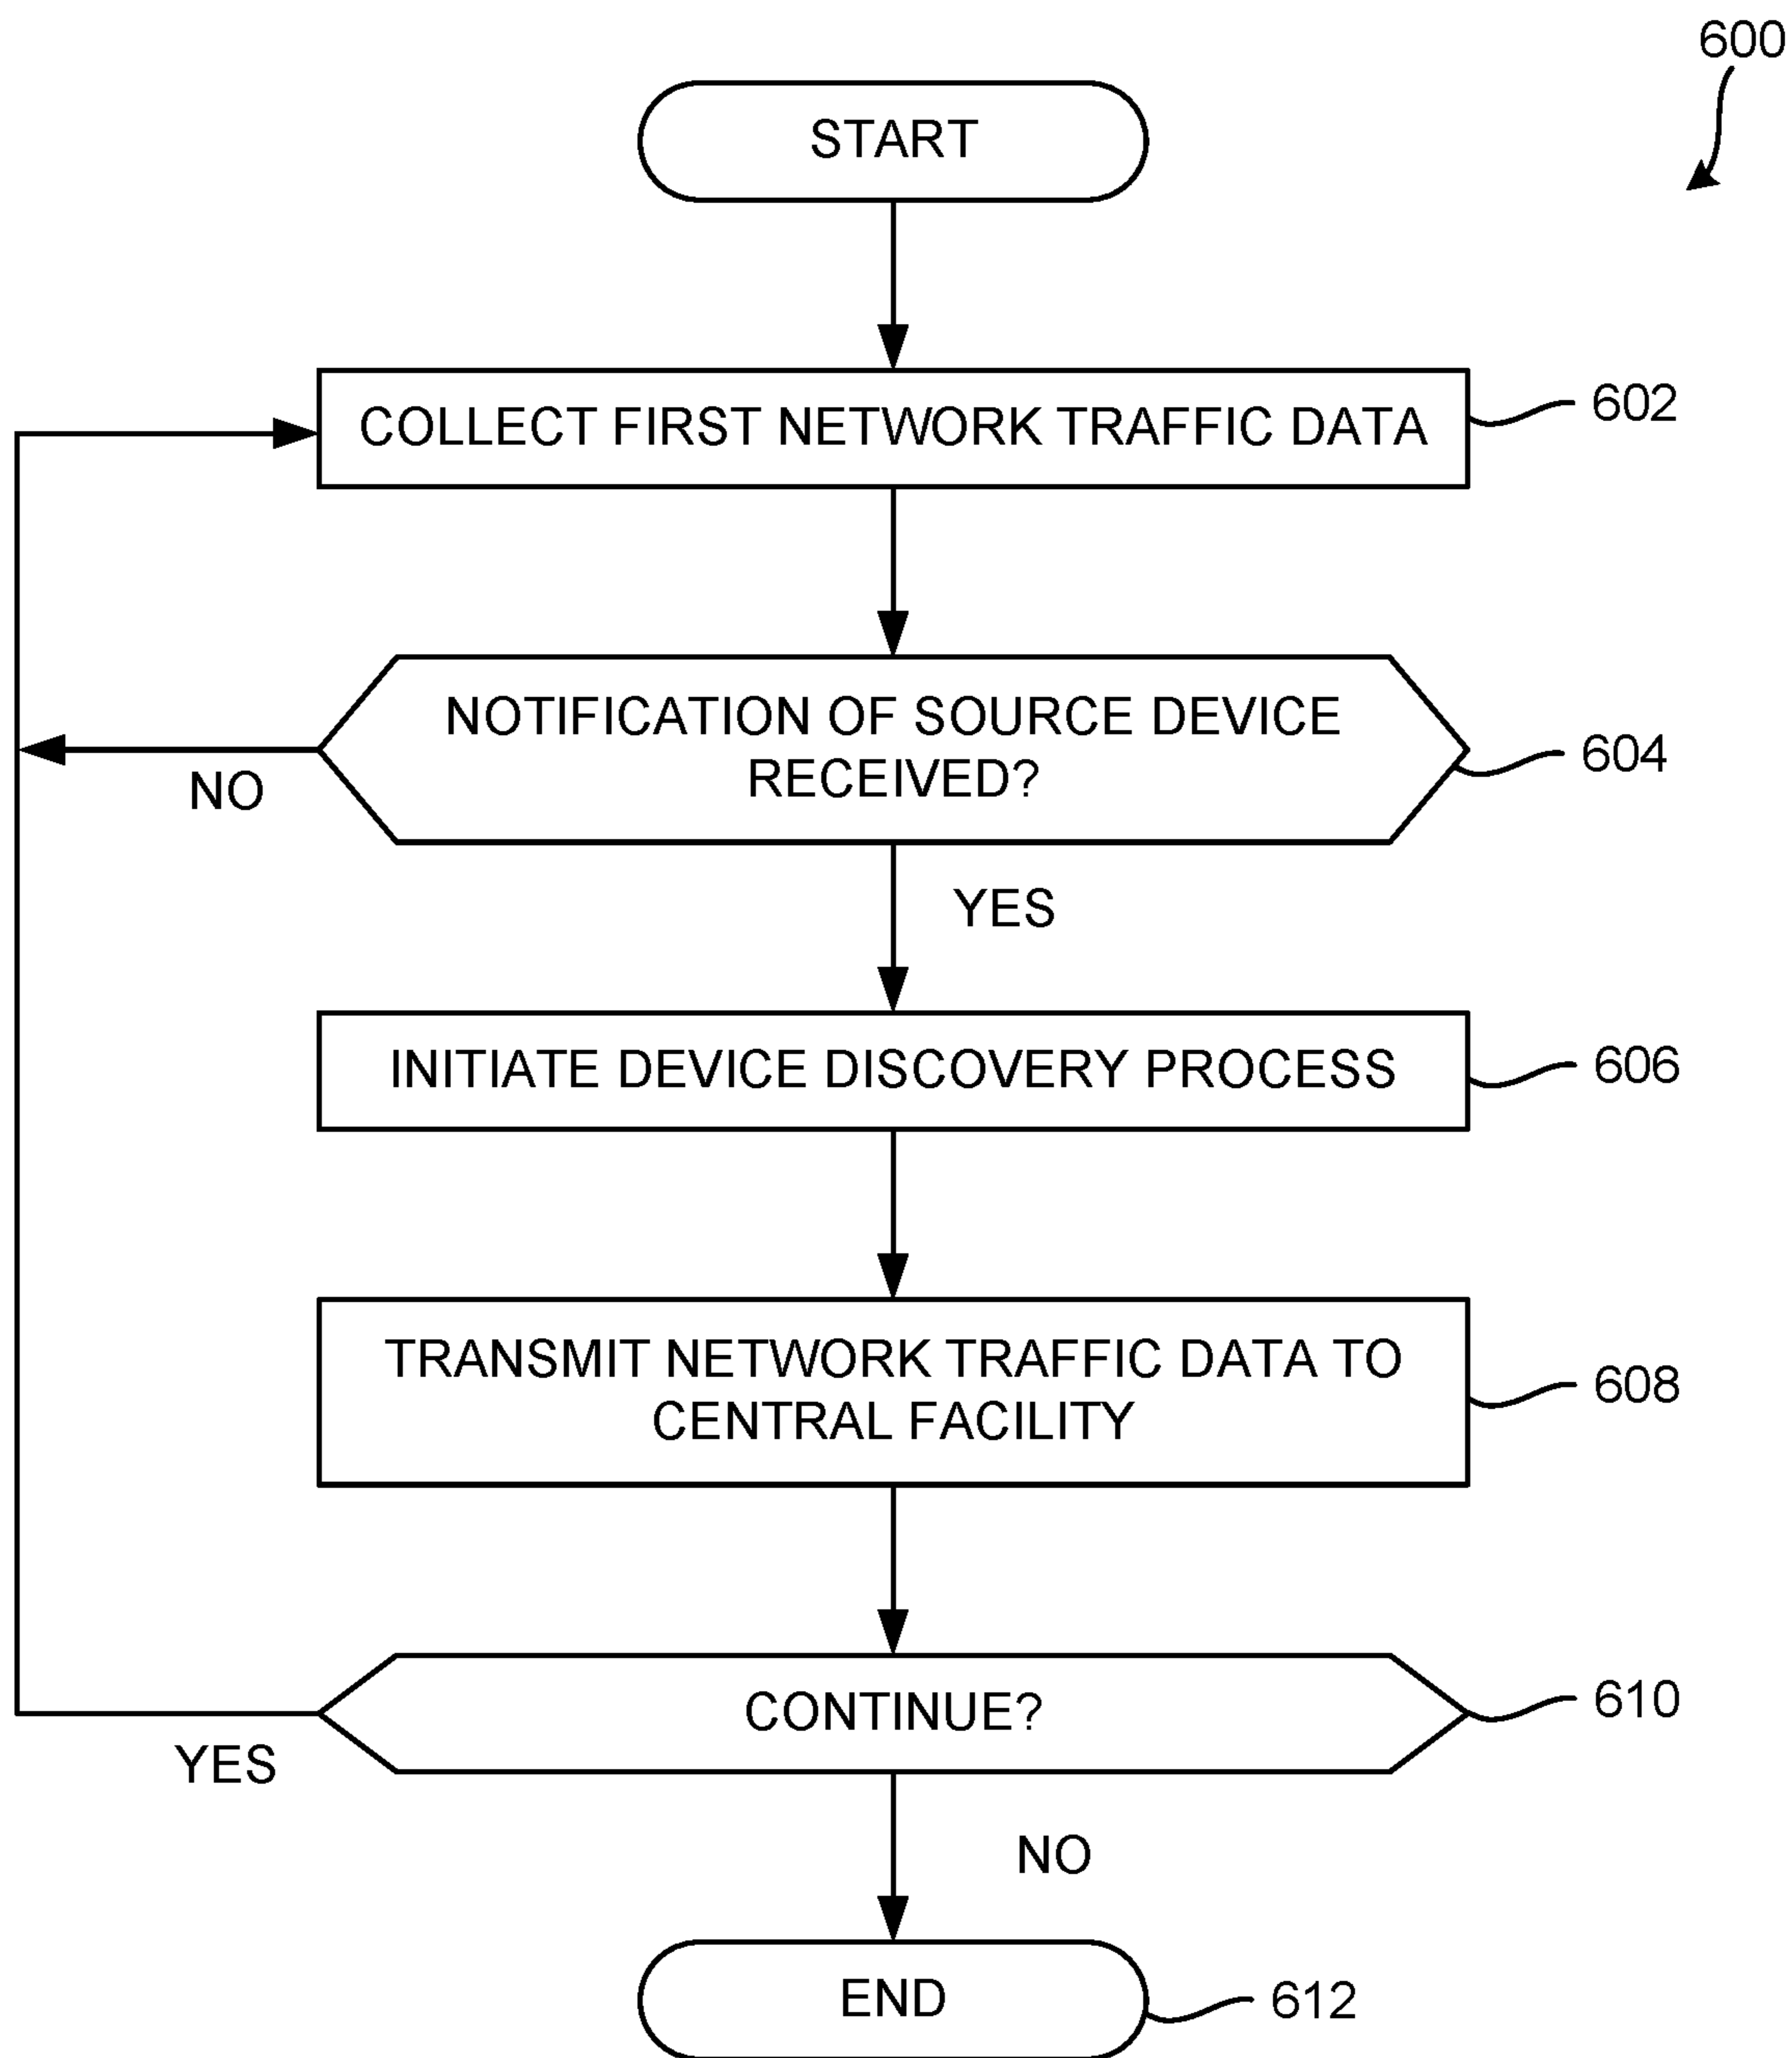 600
START
COLLECT FIRST NETWORK TRAFFIC DATA
602
NOTIFICATION OF SOURCE DEVICE
RECEIVED?
604
NO
YES
INITIATE DEVICE DISCOVERY PROCESS
606
TRANSMIT NETWORK TRAFFIC DATA TO
CENTRAL FACILITY
608
CONTINUE?
610
YES
NO
END
612